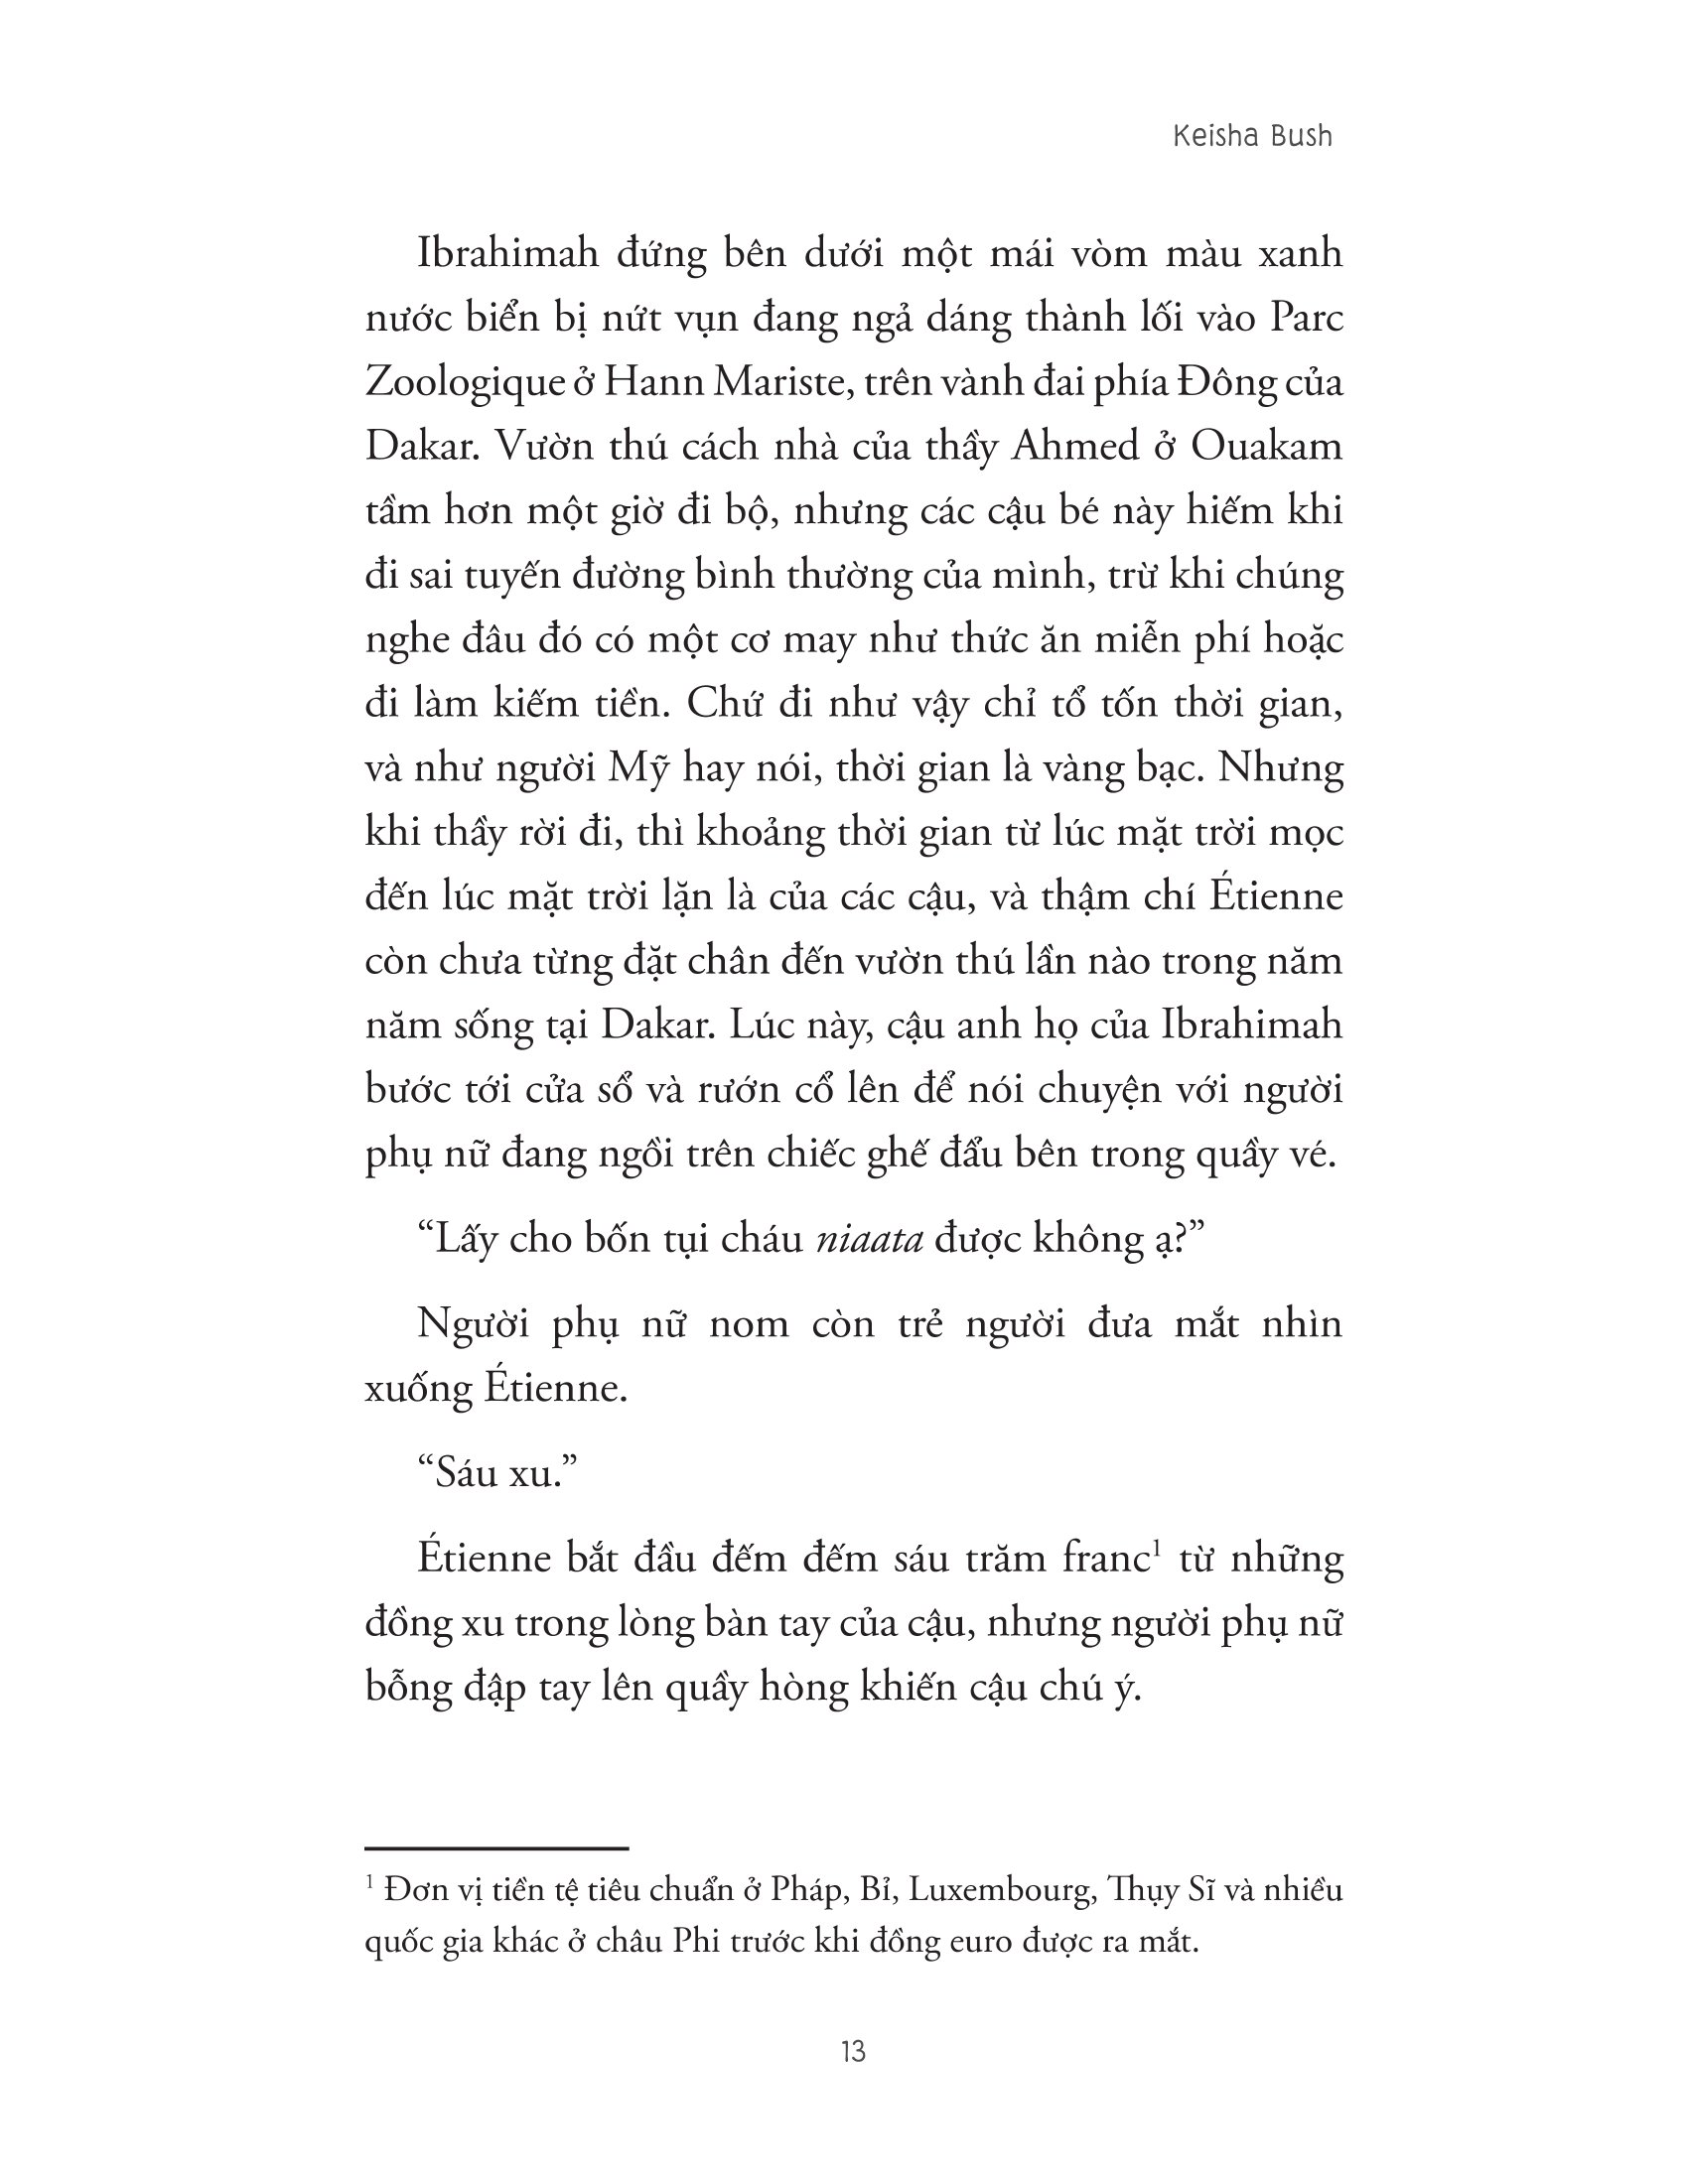 Keisha Bush
Ibrahimah đứng bên dưới một mái vòm màu xanh
nước biển bị nứt vụn đang ngả dáng thành lối vào Parc
Zoologique ở Hann Mariste, trên vành đai phía Đông của
Dakar. Vườn thú cách nhà của thầy Ahmed ở Ouakam
tầm hơn một giờ đi bộ, nhưng các cậu bé này hiếm khi
đi sai tuyến đường bình thường của mình, trừ khi chúng
nghe đâu đó có một cơ may như thức ăn miễn phí hoặc
đi làm kiếm tiền. Chứ đi như vậy chỉ tổ tốn thời gian,
và như người Mỹ hay nói, thời gian là vàng bạc. Nhưng
khi thầy rời đi, thì khoảng thời gian từ lúc mặt trời mọc
đến lúc mặt trời lặn là của các cậu, và thậm chí Étienne
còn chưa từng đặt chân đến vườn thú lần nào trong năm
năm sống tại Dakar. Lúc này, cậu anh họ của Ibrahimah
bước tới cửa sổ và rướn cổ lên để nói chuyện với người
phụ nữ đang ngồi trên chiếc ghế đẩu bên trong quầy vé.
“Lấy cho bốn tụi cháu niaata được không ạ?”
Người phụ nữ nom còn trẻ người đưa mắt nhìn
xuống Étienne.
“Sáu xu.”
Étienne bắt đầu đếm đếm sáu trăm franc¹ từ những
đồng xu trong lòng bàn tay của cậu, nhưng người phụ nữ
bỗng đập tay lên quầy hòng khiến cậu chú ý.
¹ Đơn vị tiền tệ tiêu chuẩn ở Pháp, Bỉ, Luxembourg, Thụy Sĩ và nhiều
quốc gia khác ở châu Phi trước khi đồng euro được ra mắt.
13